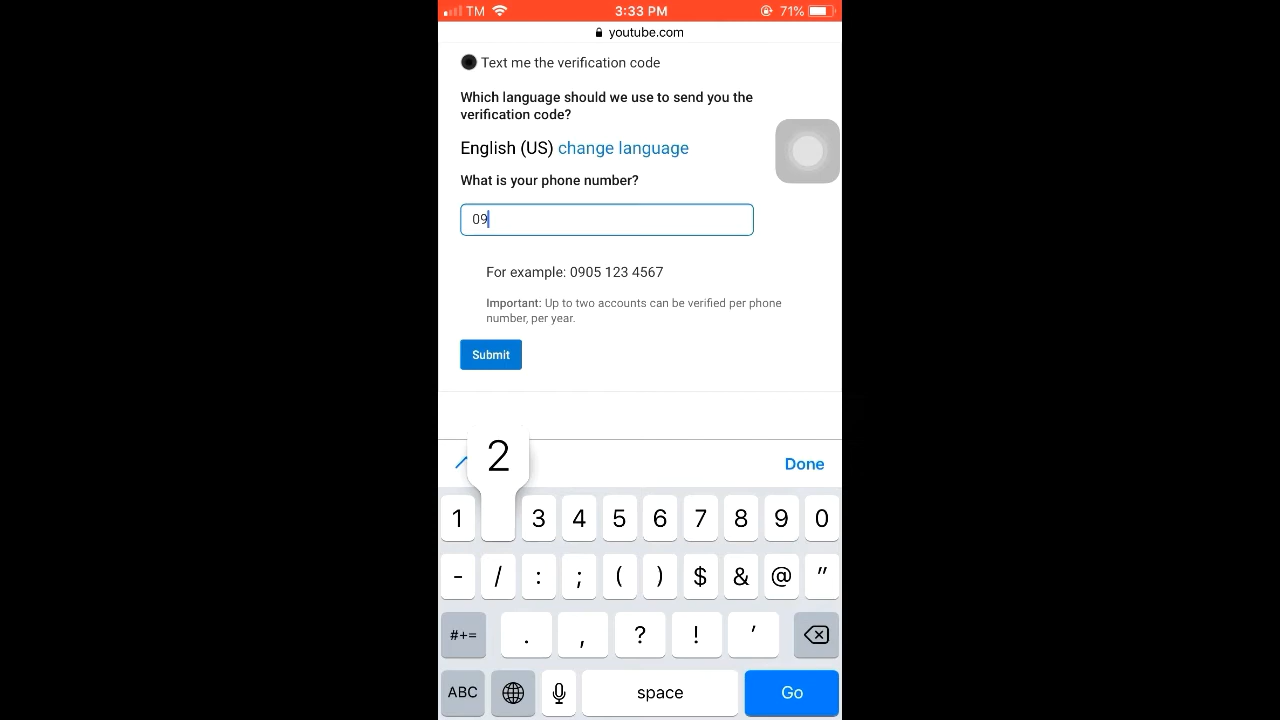 TM 3:33 PM 71%
youtube.com
Text me the verification code
Which language should we use to send you the
verification code?
English (US) change language
What is your phone number?
09
For example: 0905 123 4567
Important: Up to two accounts can be verified per phone
number, per year.
Submit
2
Done
1 3 4 5 6 7 8 9 0
- / : ; ( ) $ & @ "
#+= . , ? ! '
ABC space Go